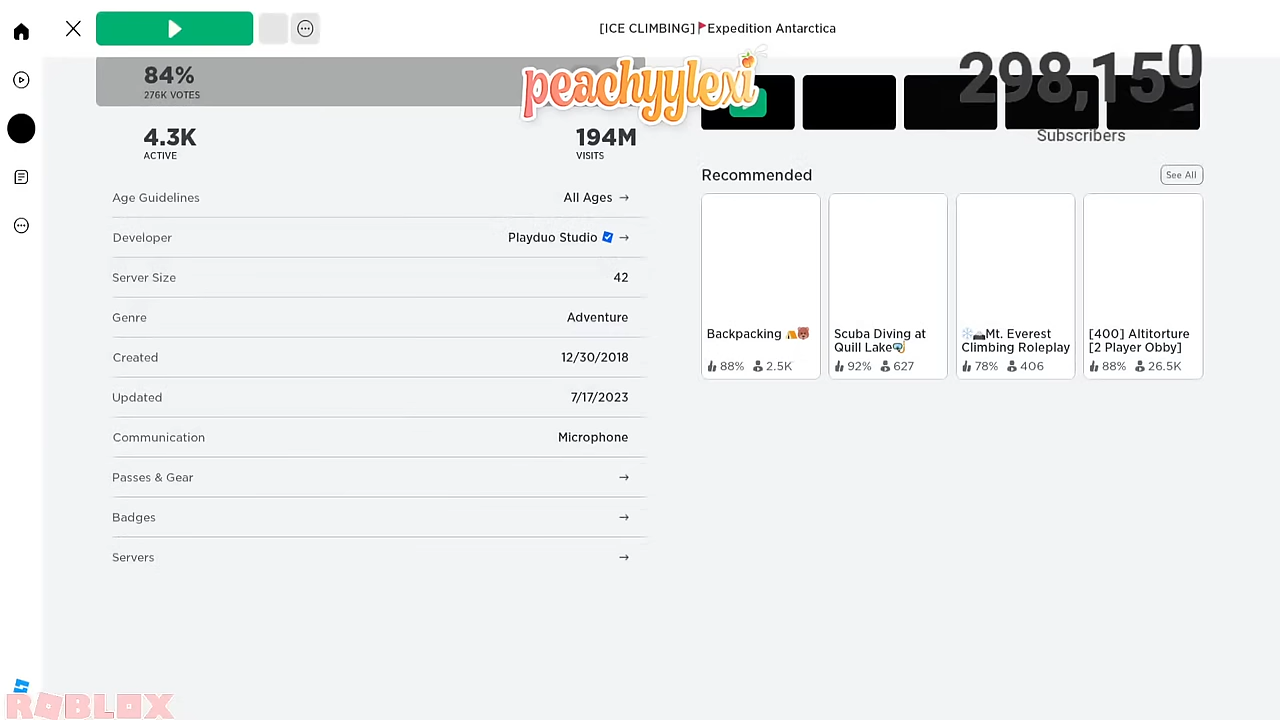 [ICE CLIMBING]🚩Expedition Antarctica
84%
276K VOTES
peachyylexi
298,150
Subscribers
4.3K
ACTIVE
194M
VISITS
Age Guidelines
All Ages →
Developer
Playduo Studio →
Server Size
42
Genre
Adventure
Created
12/30/2018
Updated
7/17/2023
Communication
Microphone
Passes & Gear →
Badges →
Servers →
Recommended
See All
Backpacking ⛺🐻
88% 2.5K
Scuba Diving at
Quill Lake🤿
92% 627
❄️🏔️Mt. Everest
Climbing Roleplay
78% 406
[400] Altitorture
[2 Player Obby]
88% 26.5K
ROBLOX